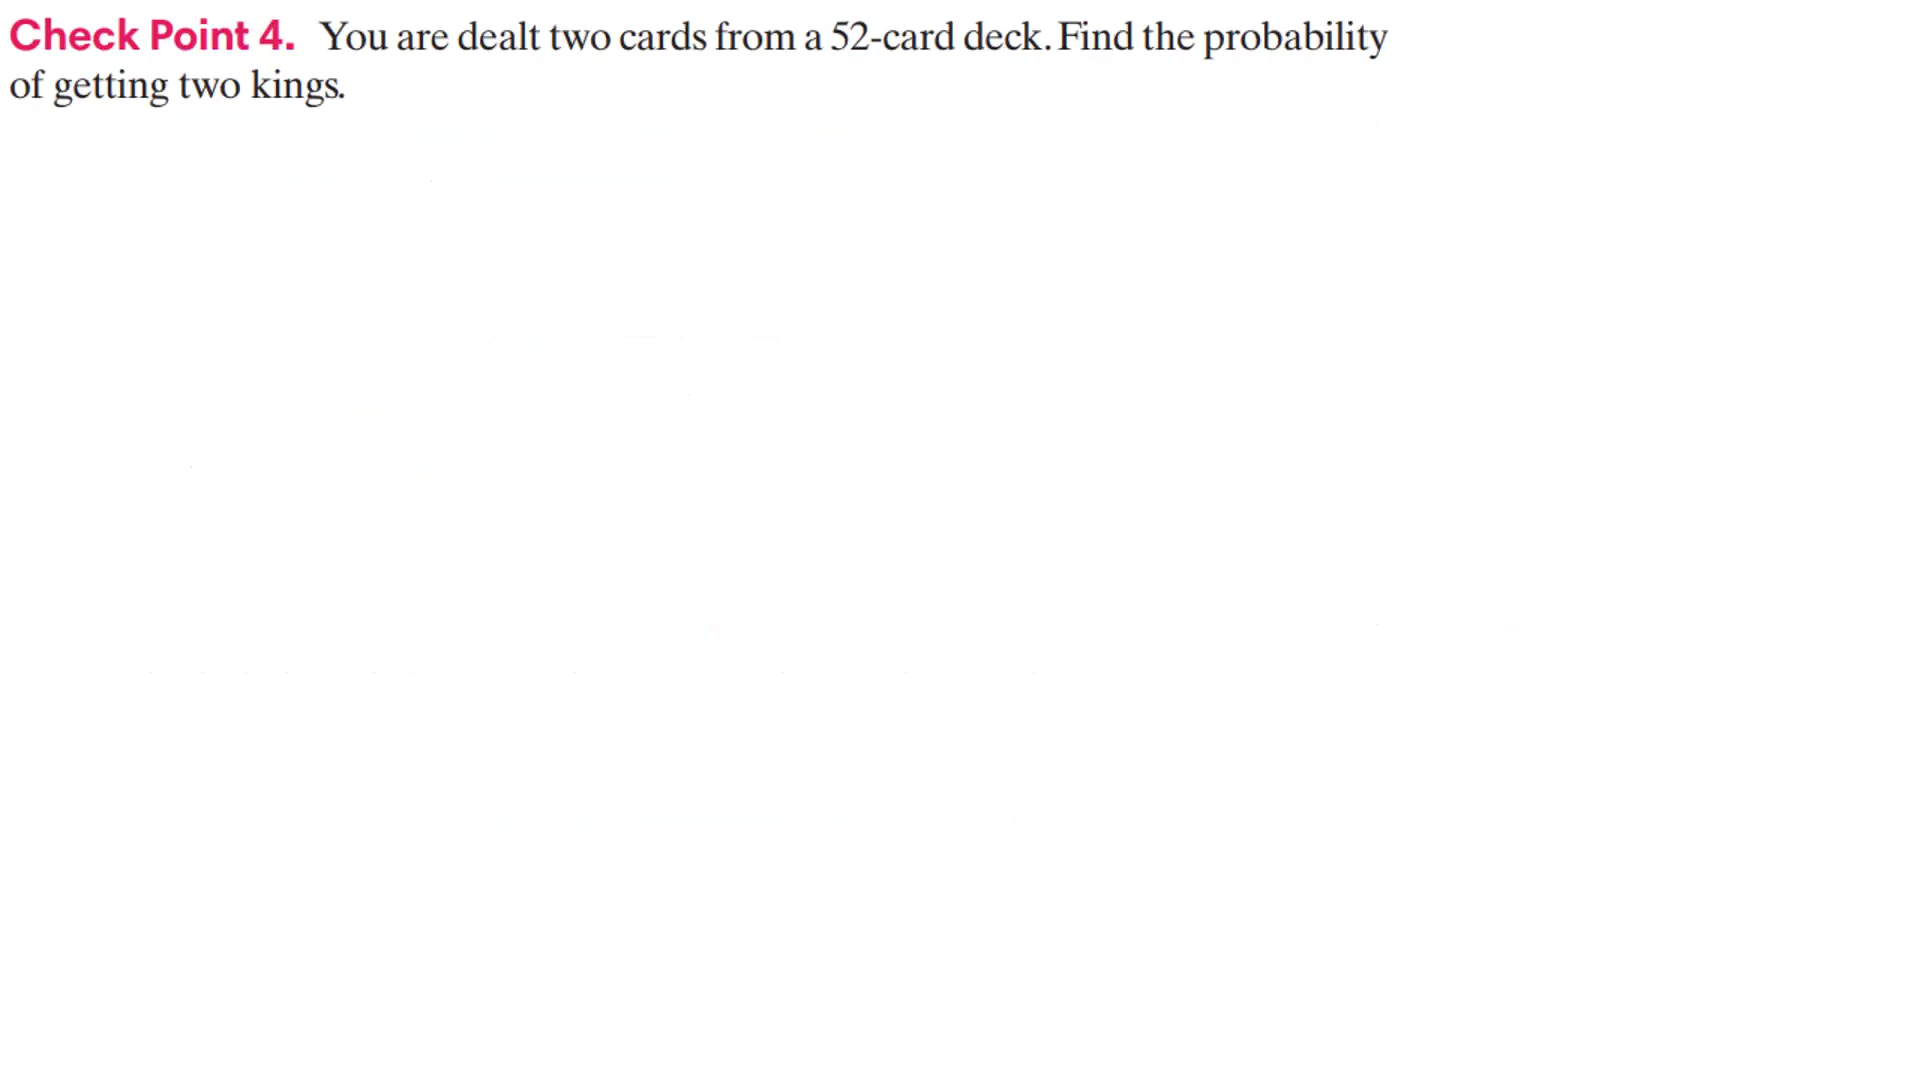 Check Point 4. You are dealt two cards from a 52-card deck. Find the probability
of getting two kings.